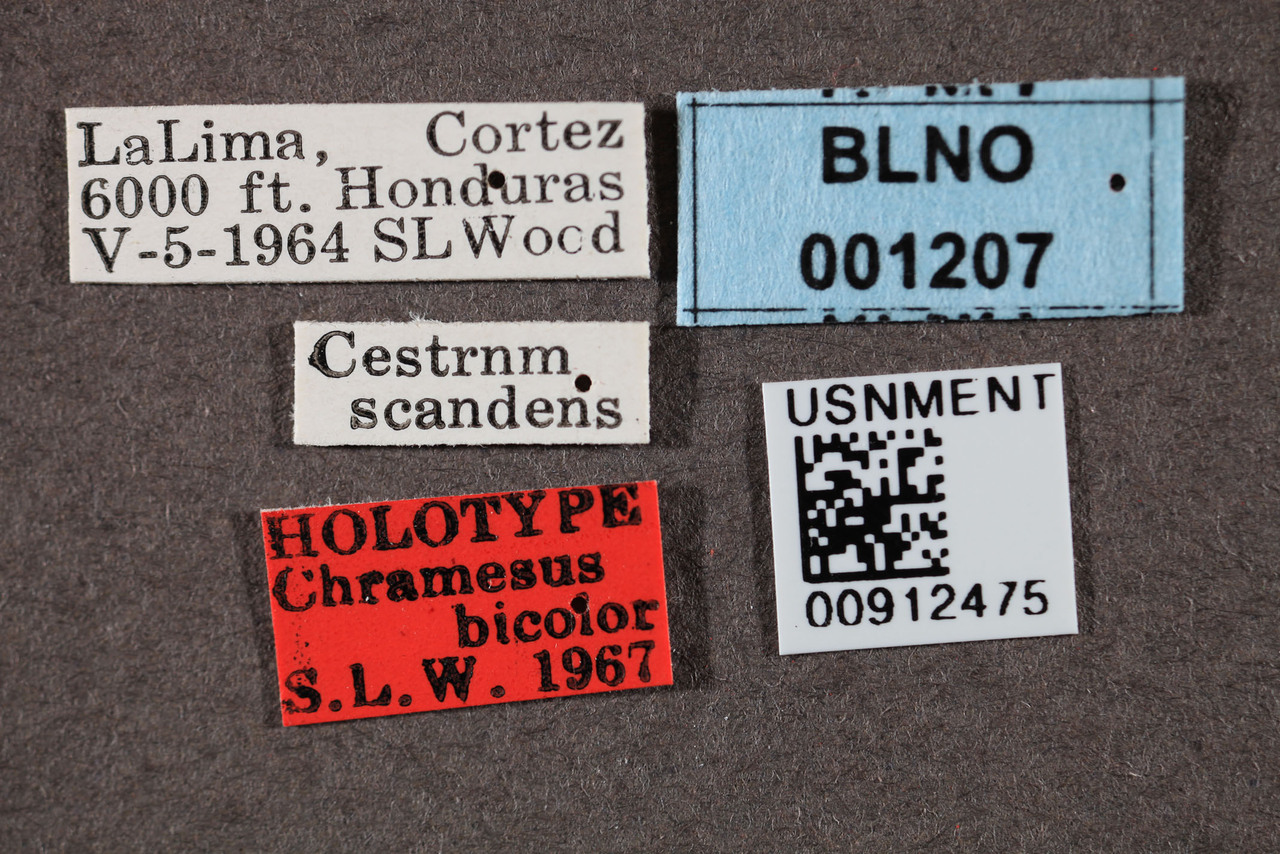 LaLima, Cortez
6000 ft. Honduras
V-5-1964 SLWood
BLNO
001207
Cestrnm
scandens
USNMENT
00912475
HOLOTYPE
Chramesus
bicolor
S.L.W. 1967